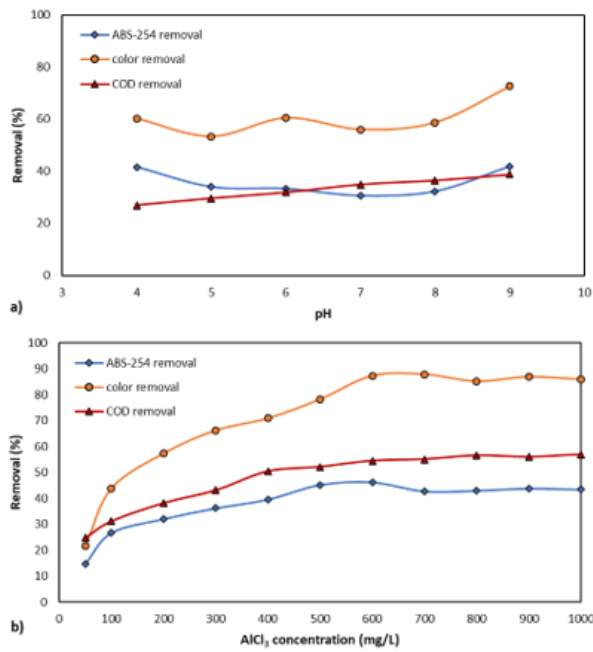 100
80
60
40
20
0
Removal (%)
ABS-254 removal
color removal
COD removal
3 4 5 6 7 8 9 10
pH
a)
100
90
80
70
60
50
40
30
20
10
0
Removal (%)
ABS-254 removal
color removal
COD removal
0 100 200 300 400 500 600 700 800 900 1000
AlCl₃ concentration (mg/L)
b)